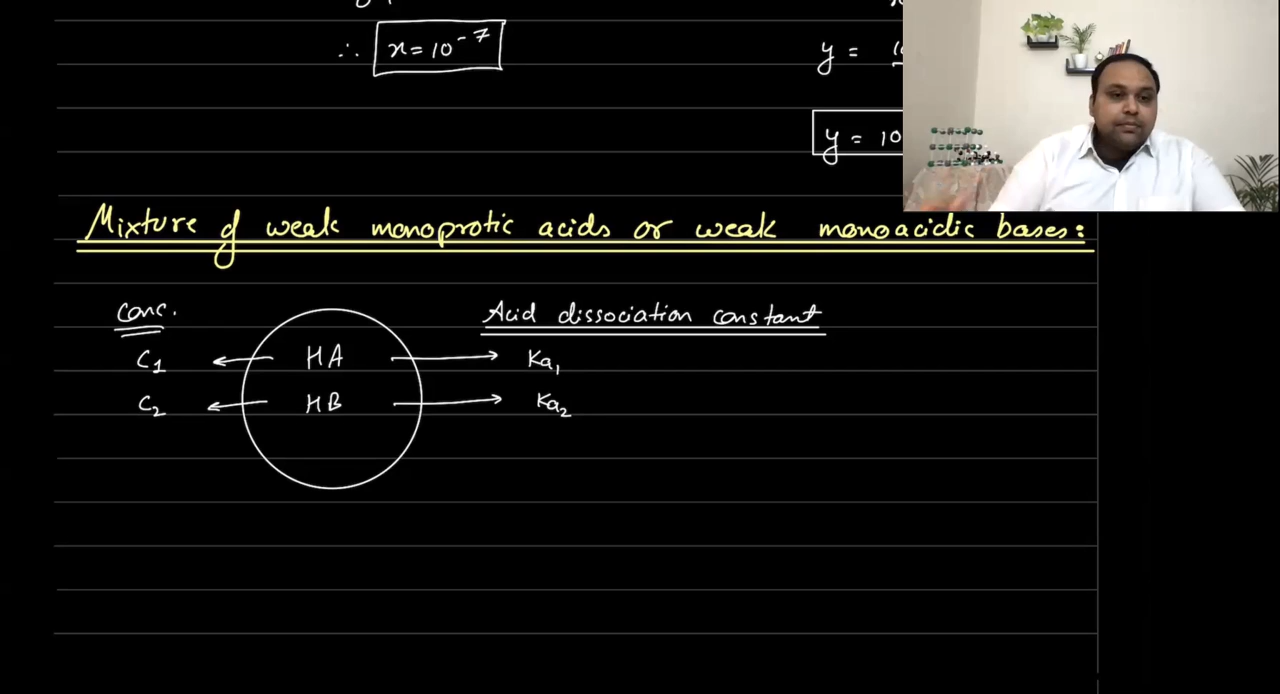 ∴ x = 10⁻⁷
y = 10
y = 10
Mixture of weak monoprotic acids or weak monoacidic bases:
Conc. Acid dissociation constant
C₁ HA Ka₁
C₂ HB Ka₂